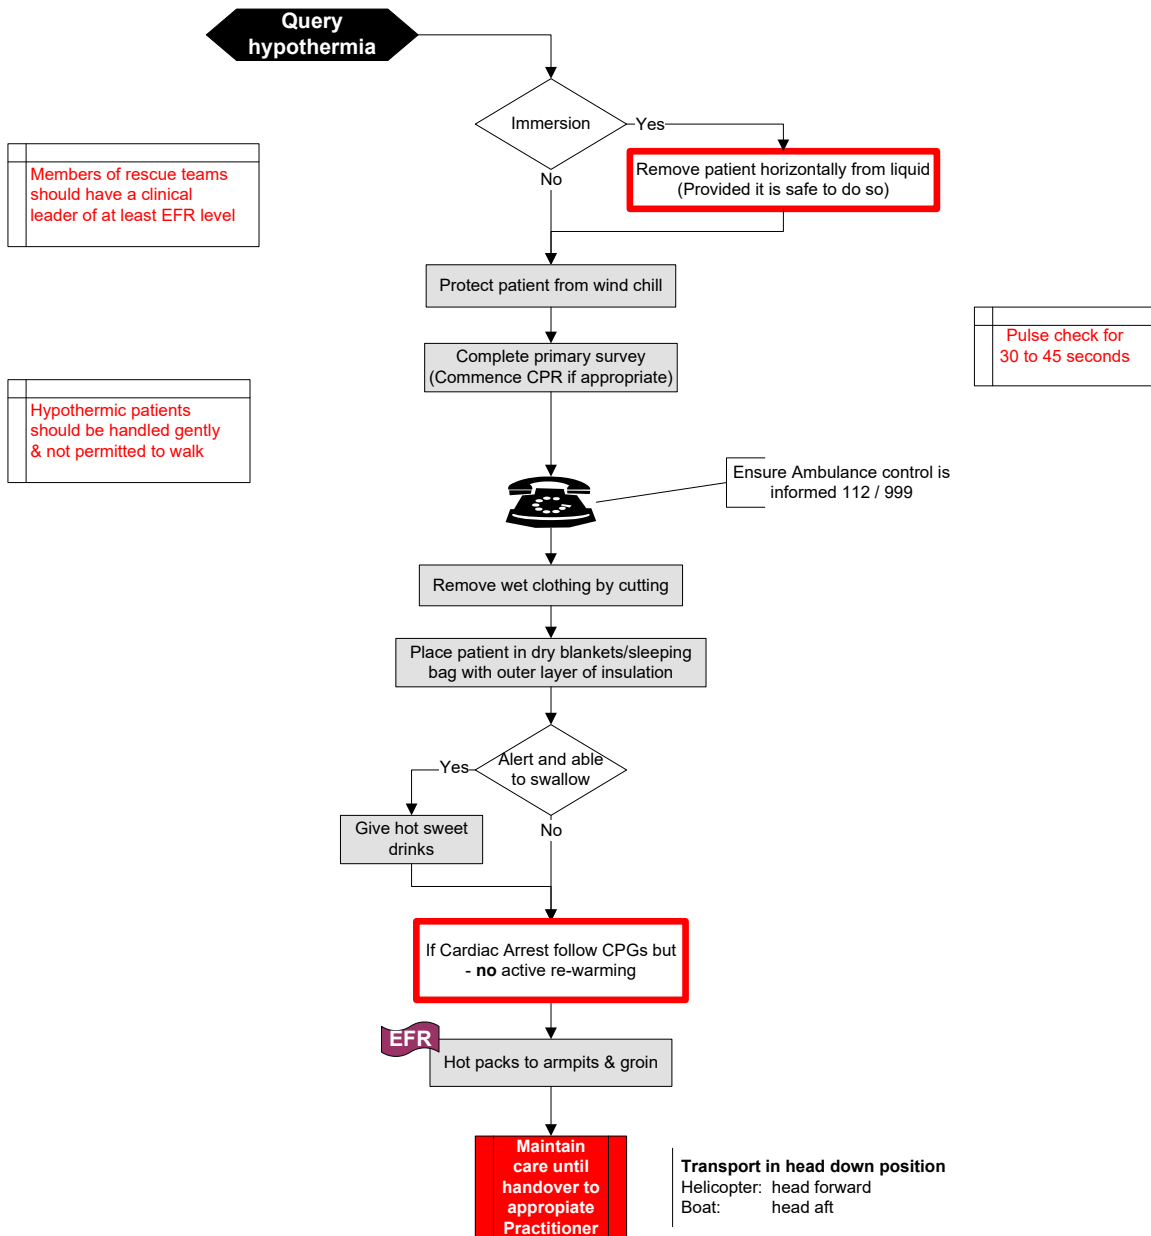 Query
hypothermia
Immersion
Yes
No
Remove patient horizontally from liquid
(Provided it is safe to do so)
Members of rescue teams
should have a clinical
leader of at least EFR level
Protect patient from wind chill
Complete primary survey
(Commence CPR if appropriate)
Pulse check for
30 to 45 seconds
Hypothermic patients
should be handled gently
& not permitted to walk
Ensure Ambulance control is
informed 112 / 999
Remove wet clothing by cutting
Place patient in dry blankets/sleeping
bag with outer layer of insulation
Alert and able
to swallow
Yes
No
Give hot sweet
drinks
If Cardiac Arrest follow CPGs but
- no active re-warming
EFR
Hot packs to armpits & groin
Maintain
care until
handover to
appropiate
Practitioner
Transport in head down position
Helicopter: head forward
Boat: head aft